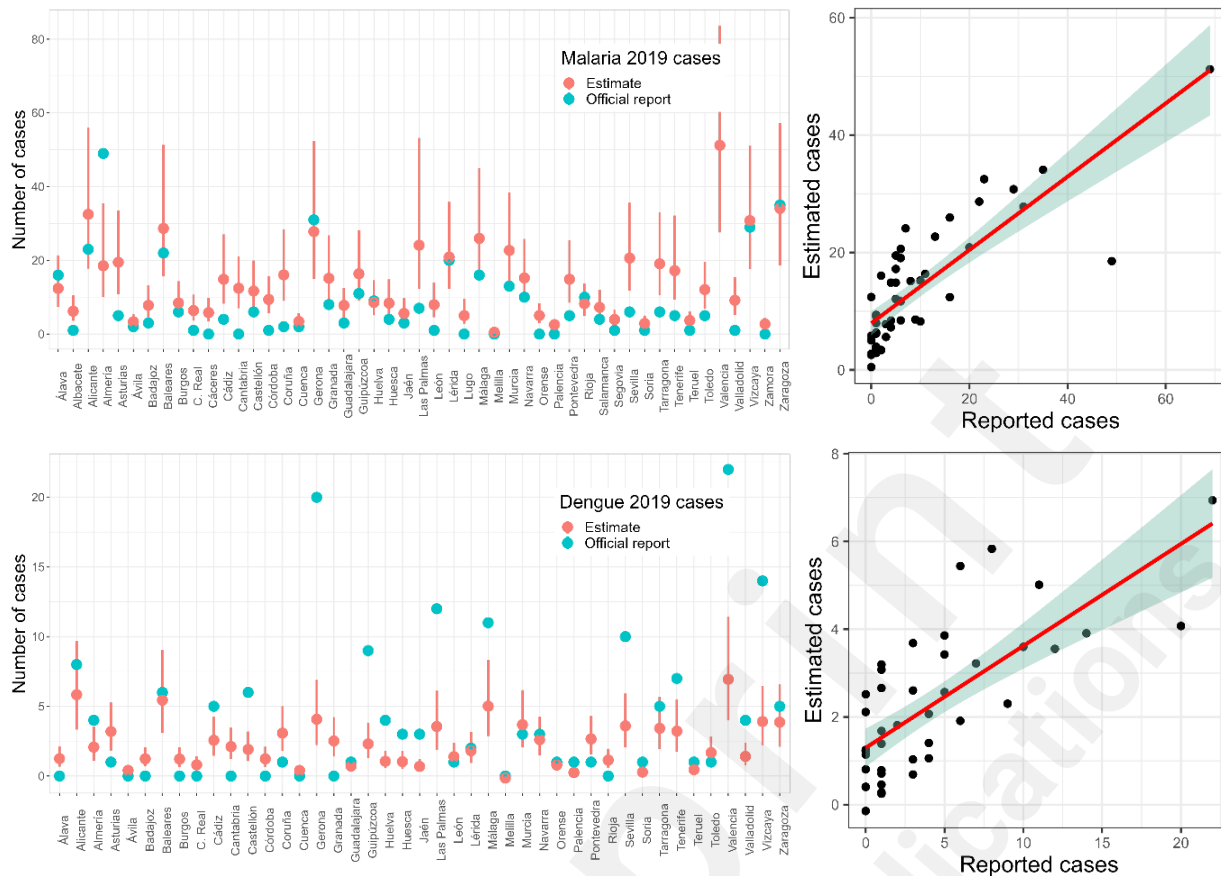 80
60
40
20
0
Number of cases
Malaria 2019 cases
Estimate
Official report
Álava
Albacete
Alicante
Almería
Asturias
Ávila
Badajoz
Baleares
Burgos
C. Real
Cáceres
Cádiz
Cantabria
Castellón
Córdoba
Coruña
Cuenca
Gerona
Granada
Guadalajara
Guipúzcoa
Huelva
Huesca
Jaén
Las Palmas
León
Lérida
Lugo
Málaga
Melilla
Murcia
Navarra
Orense
Palencia
Pontevedra
Rioja
Salamanca
Segovia
Sevilla
Soria
Tarragona
Tenerife
Teruel
Toledo
Valencia
Valladolid
Vizcaya
Zamora
Zaragoza
60
40
20
0
Estimated cases
0 20 40 60
Reported cases
20
15
10
5
0
Number of cases
Dengue 2019 cases
Estimate
Official report
Álava
Alicante
Almería
Asturias
Ávila
Badajoz
Baleares
Burgos
C. Real
Cádiz
Cantabria
Castellón
Córdoba
Coruña
Cuenca
Gerona
Granada
Guadalajara
Guipúzcoa
Huelva
Huesca
Jaén
Las Palmas
León
Lérida
Málaga
Melilla
Murcia
Navarra
Orense
Palencia
Pontevedra
Rioja
Sevilla
Soria
Tarragona
Tenerife
Teruel
Toledo
Valencia
Valladolid
Vizcaya
Zaragoza
8
6
4
2
0
Estimated cases
0 5 10 15 20
Reported cases
print
lications